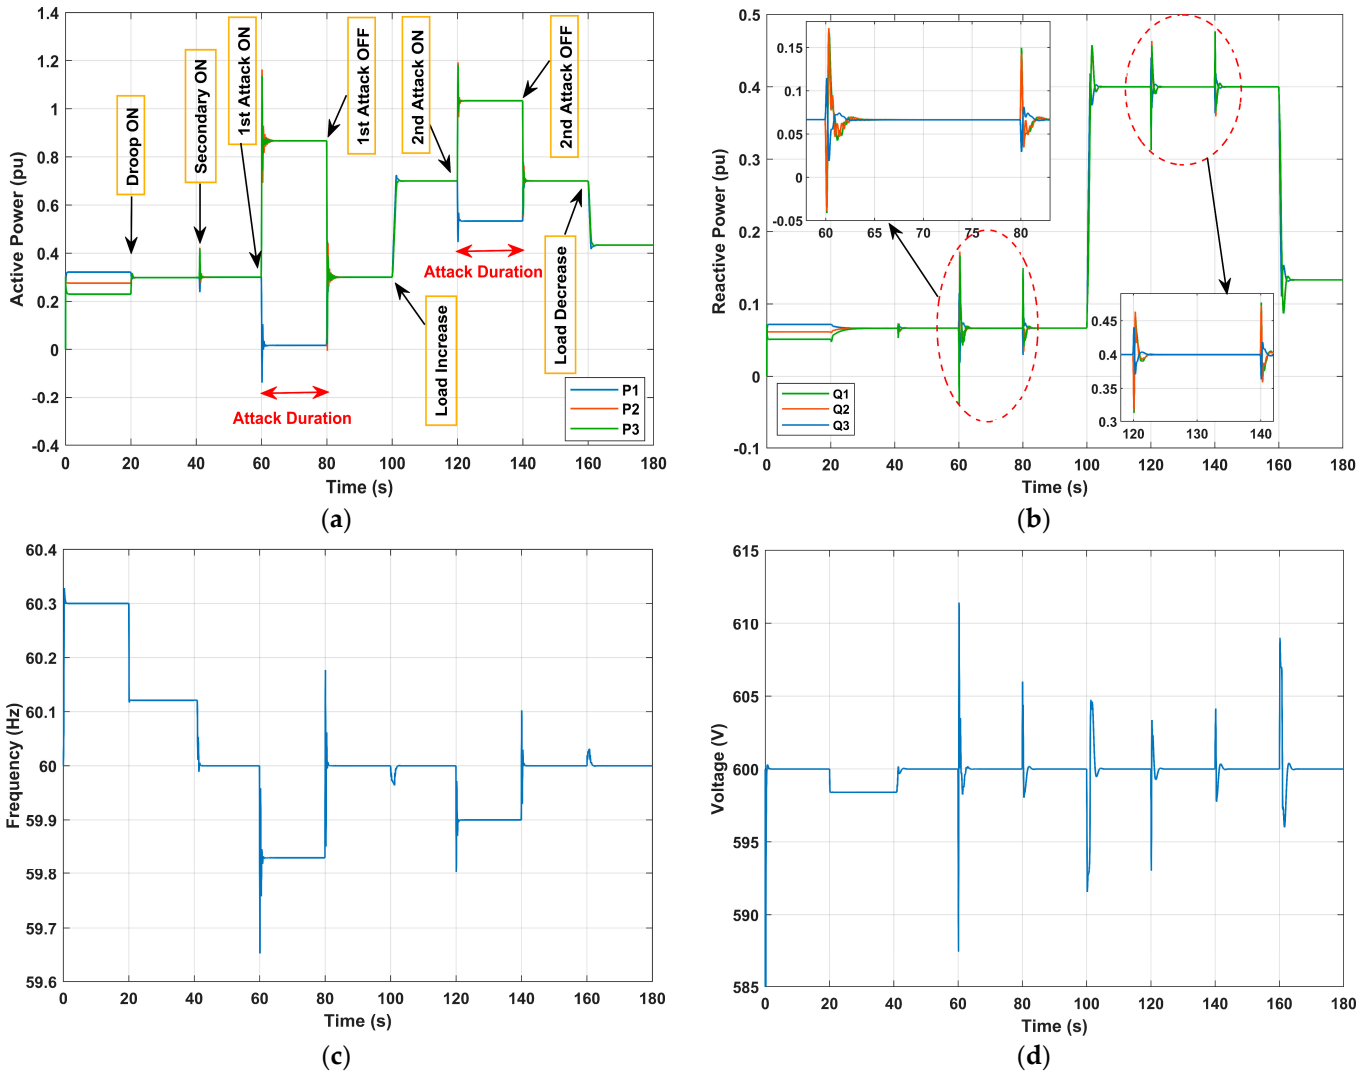 1.4
1.2
1
0.8
0.6
0.4
0.2
0
-0.2
-0.4
Active Power (pu)
Droop ON
Secondary ON
1st Attack ON
1st Attack OFF
2nd Attack ON
2nd Attack OFF
Load Increase
Load Decrease
Attack Duration
Attack Duration
P1
P2
P3
0 20 40 60 80 100 120 140 160 180
Time (s)
(a)
0.5
0.4
0.3
0.2
0.1
0
-0.1
Reactive Power (pu)
0.15
0.1
0.05
0
-0.05
60 65 70 75 80
0.45
0.4
0.35
0.3
120 130 140
Q1
Q2
Q3
0 20 40 60 80 100 120 140 160 180
Time (s)
(b)
60.4
60.3
60.2
60.1
60
59.9
59.8
59.7
59.6
Frequency (Hz)
0 20 40 60 80 100 120 140 160 180
Time (s)
(c)
615
610
605
600
595
590
585
Voltage (V)
0 20 40 60 80 100 120 140 160 180
Time (s)
(d)